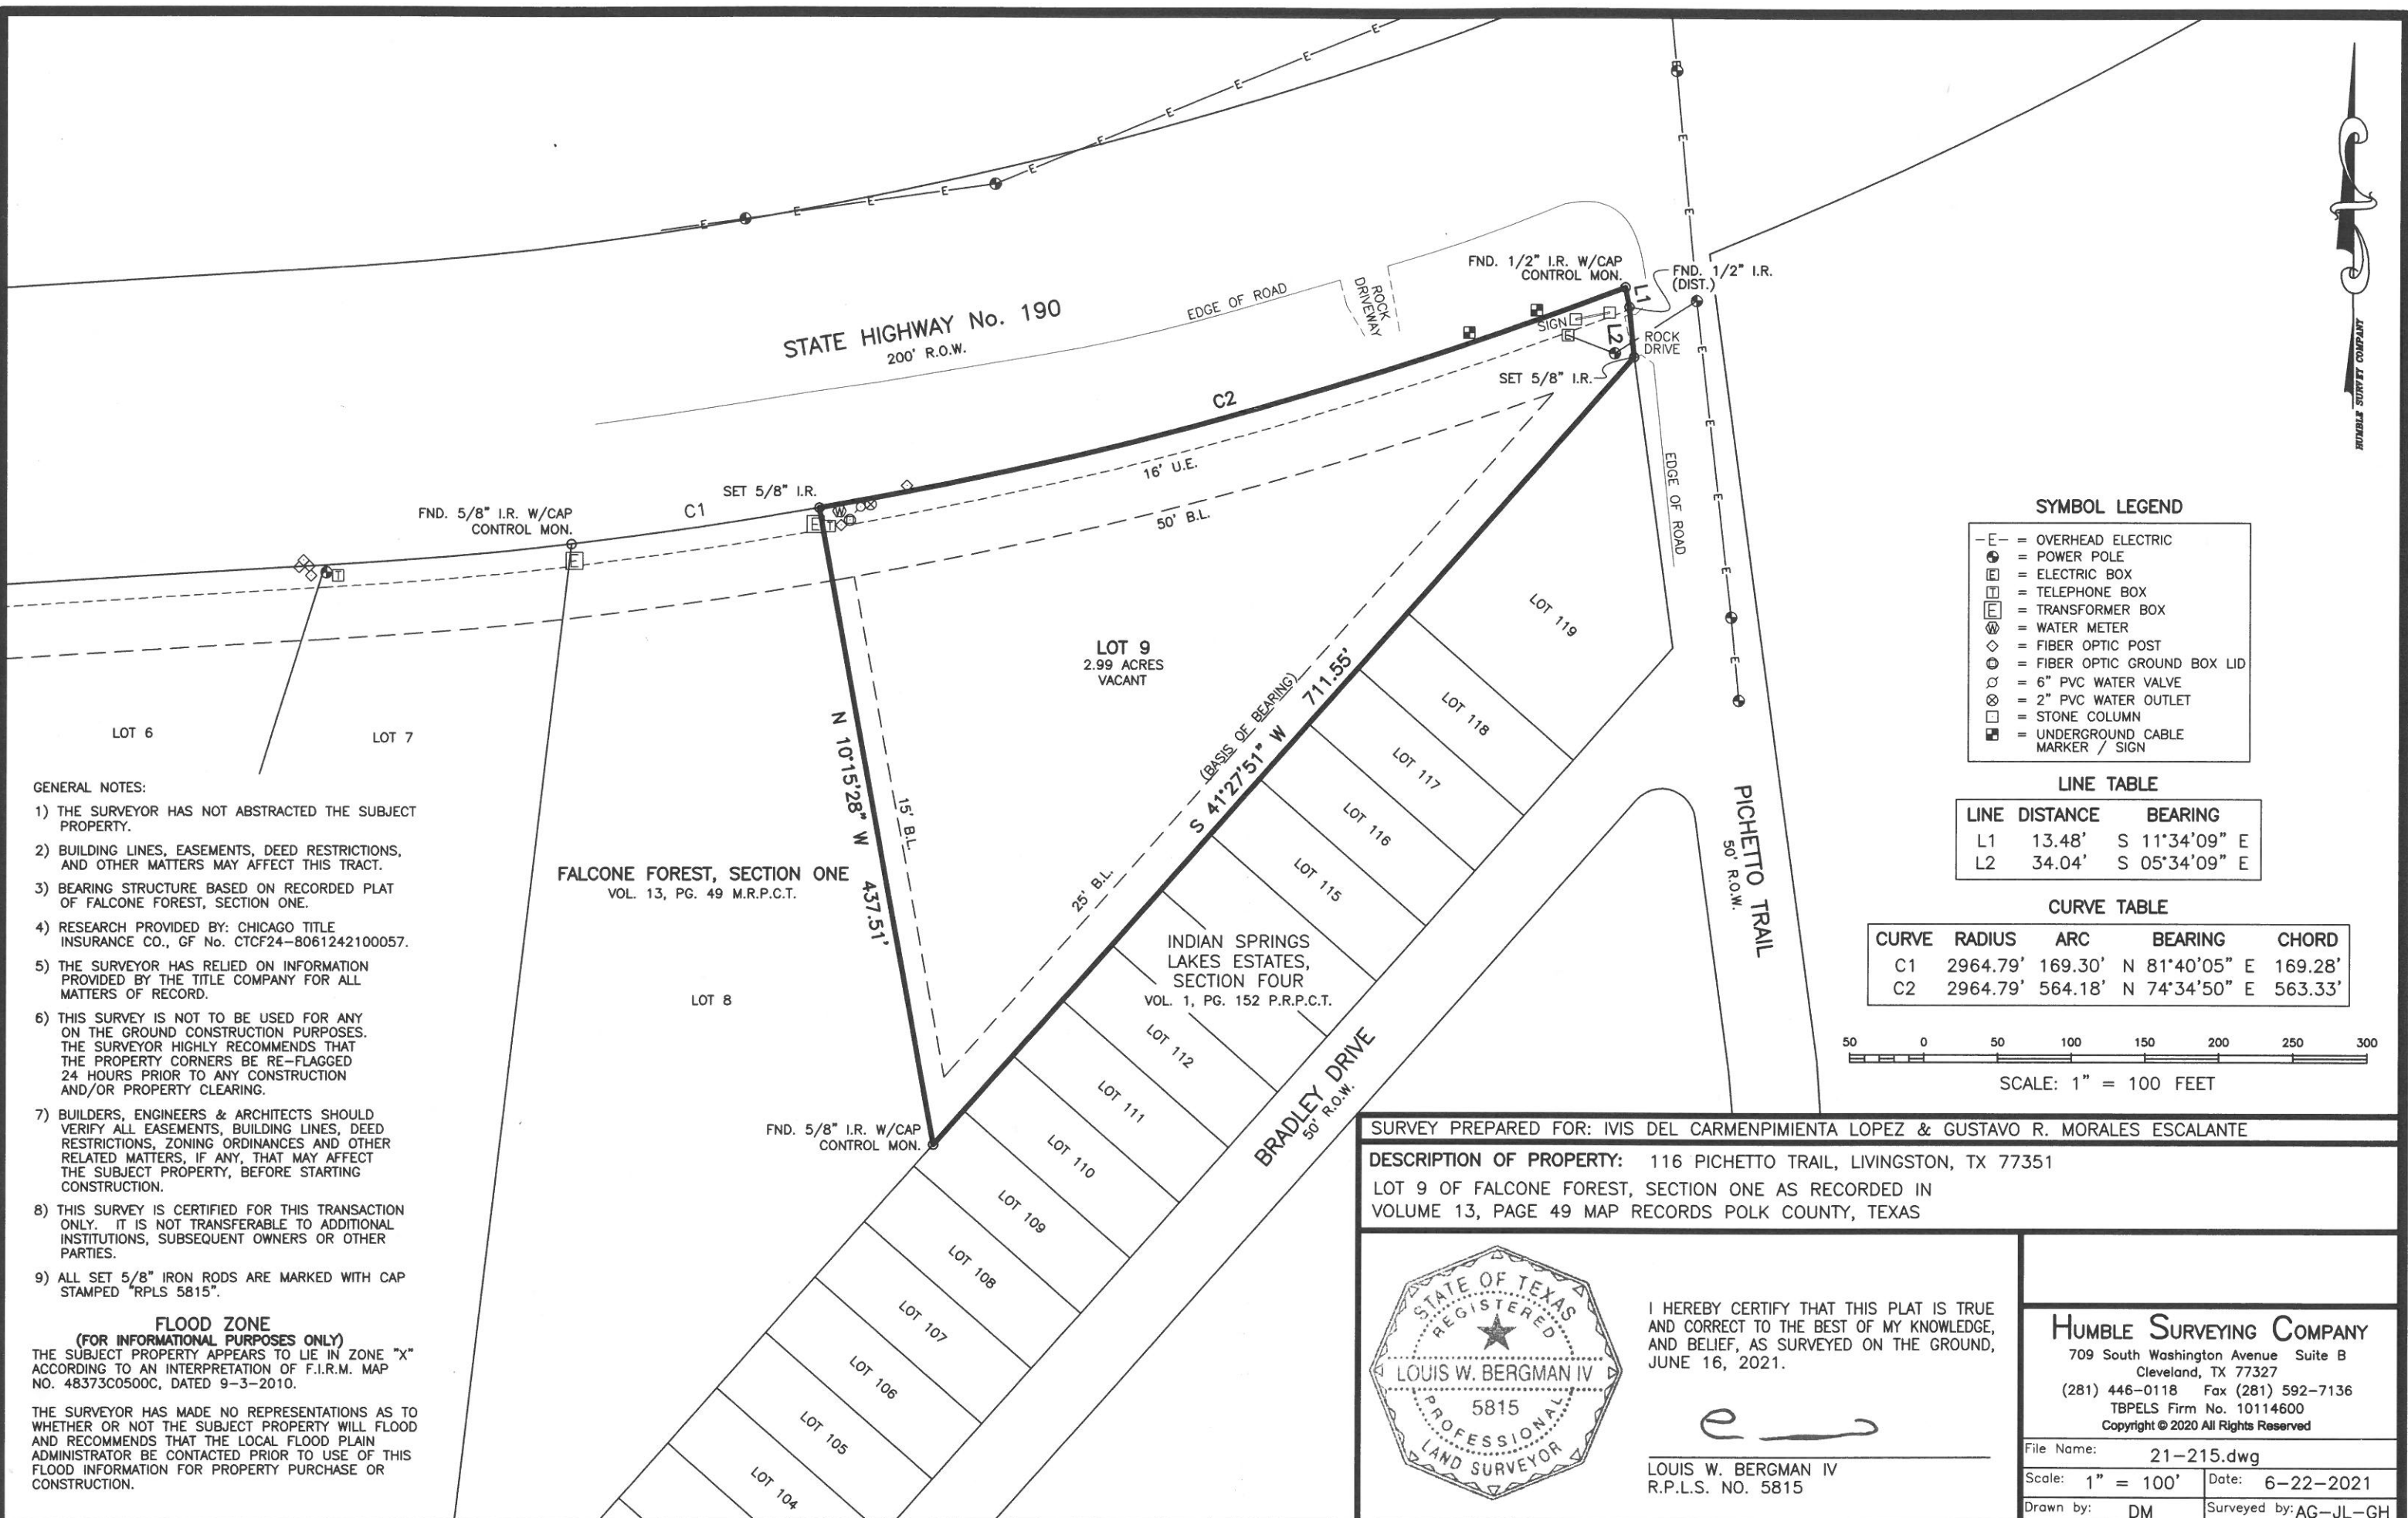 STATE HIGHWAY No. 190
200' R.O.W.
EDGE OF ROAD
ROCK
DRIVEWAY
FND. 1/2" I.R. W/CAP
CONTROL MON.
L1
FND. 1/2" I.R.
(DIST.)
SIGN
L2
ROCK
DRIVE
SET 5/8" I.R.
C2
16' U.E.
50' B.L.
SET 5/8" I.R.
C1
FND. 5/8" I.R. W/CAP
CONTROL MON.
EDGE OF ROAD
HUMBLE SURVEY COMPANY
LOT 9
2.99 ACRES
VACANT
LOT 6
LOT 7
N 10°15'28" W 437.51'
15' B.L.
(BASIS OF BEARING)
S 41°27'51" W 711.55'
25' B.L.
FALCONE FOREST, SECTION ONE
VOL. 13, PG. 49 M.R.P.C.T.
LOT 8
FND. 5/8" I.R. W/CAP
CONTROL MON.
LOT 119
LOT 118
LOT 117
LOT 116
LOT 115
INDIAN SPRINGS
LAKES ESTATES,
SECTION FOUR
VOL. 1, PG. 152 P.R.P.C.T.
LOT 112
LOT 111
LOT 110
LOT 109
LOT 108
LOT 107
LOT 106
LOT 105
LOT 104
BRADLEY DRIVE
50' R.O.W.
PICHETTO TRAIL
50' R.O.W.
GENERAL NOTES:
1) THE SURVEYOR HAS NOT ABSTRACTED THE SUBJECT
PROPERTY.
2) BUILDING LINES, EASEMENTS, DEED RESTRICTIONS,
AND OTHER MATTERS MAY AFFECT THIS TRACT.
3) BEARING STRUCTURE BASED ON RECORDED PLAT
OF FALCONE FOREST, SECTION ONE.
4) RESEARCH PROVIDED BY: CHICAGO TITLE
INSURANCE CO., GF No. CTCF24-8061242100057.
5) THE SURVEYOR HAS RELIED ON INFORMATION
PROVIDED BY THE TITLE COMPANY FOR ALL
MATTERS OF RECORD.
6) THIS SURVEY IS NOT TO BE USED FOR ANY
ON THE GROUND CONSTRUCTION PURPOSES.
THE SURVEYOR HIGHLY RECOMMENDS THAT
THE PROPERTY CORNERS BE RE-FLAGGED
24 HOURS PRIOR TO ANY CONSTRUCTION
AND/OR PROPERTY CLEARING.
7) BUILDERS, ENGINEERS & ARCHITECTS SHOULD
VERIFY ALL EASEMENTS, BUILDING LINES, DEED
RESTRICTIONS, ZONING ORDINANCES AND OTHER
RELATED MATTERS, IF ANY, THAT MAY AFFECT
THE SUBJECT PROPERTY, BEFORE STARTING
CONSTRUCTION.
8) THIS SURVEY IS CERTIFIED FOR THIS TRANSACTION
ONLY. IT IS NOT TRANSFERABLE TO ADDITIONAL
INSTITUTIONS, SUBSEQUENT OWNERS OR OTHER
PARTIES.
9) ALL SET 5/8" IRON RODS ARE MARKED WITH CAP
STAMPED "RPLS 5815".
FLOOD ZONE
(FOR INFORMATIONAL PURPOSES ONLY)
THE SUBJECT PROPERTY APPEARS TO LIE IN ZONE "X"
ACCORDING TO AN INTERPRETATION OF F.I.R.M. MAP
NO. 48373C0500C, DATED 9-3-2010.
THE SURVEYOR HAS MADE NO REPRESENTATIONS AS TO
WHETHER OR NOT THE SUBJECT PROPERTY WILL FLOOD
AND RECOMMENDS THAT THE LOCAL FLOOD PLAIN
ADMINISTRATOR BE CONTACTED PRIOR TO USE OF THIS
FLOOD INFORMATION FOR PROPERTY PURCHASE OR
CONSTRUCTION.
SYMBOL LEGEND
-E- = OVERHEAD ELECTRIC
= POWER POLE
E = ELECTRIC BOX
T = TELEPHONE BOX
E = TRANSFORMER BOX
W = WATER METER
= FIBER OPTIC POST
= FIBER OPTIC GROUND BOX LID
= 6" PVC WATER VALVE
= 2" PVC WATER OUTLET
= STONE COLUMN
= UNDERGROUND CABLE
MARKER / SIGN
LINE TABLE
LINE DISTANCE BEARING
L1 13.48' S 11°34'09" E
L2 34.04' S 05°34'09" E
CURVE TABLE
CURVE RADIUS ARC BEARING CHORD
C1 2964.79' 169.30' N 81°40'05" E 169.28'
C2 2964.79' 564.18' N 74°34'50" E 563.33'
50 0 50 100 150 200 250 300
SCALE: 1" = 100 FEET
SURVEY PREPARED FOR: IVIS DEL CARMENPIMIENTA LOPEZ & GUSTAVO R. MORALES ESCALANTE
DESCRIPTION OF PROPERTY: 116 PICHETTO TRAIL, LIVINGSTON, TX 77351
LOT 9 OF FALCONE FOREST, SECTION ONE AS RECORDED IN
VOLUME 13, PAGE 49 MAP RECORDS POLK COUNTY, TEXAS
STATE OF TEXAS
REGISTERED
LOUIS W. BERGMAN IV
5815
PROFESSIONAL
LAND SURVEYOR
I HEREBY CERTIFY THAT THIS PLAT IS TRUE
AND CORRECT TO THE BEST OF MY KNOWLEDGE,
AND BELIEF, AS SURVEYED ON THE GROUND,
JUNE 16, 2021.
LOUIS W. BERGMAN IV
R.P.L.S. NO. 5815
HUMBLE SURVEYING COMPANY
709 South Washington Avenue Suite B
Cleveland, TX 77327
(281) 446-0118 Fax (281) 592-7136
TBPELS Firm No. 10114600
Copyright © 2020 All Rights Reserved
File Name: 21-215.dwg
Scale: 1" = 100' Date: 6-22-2021
Drawn by: DM Surveyed by: AG-JL-GH